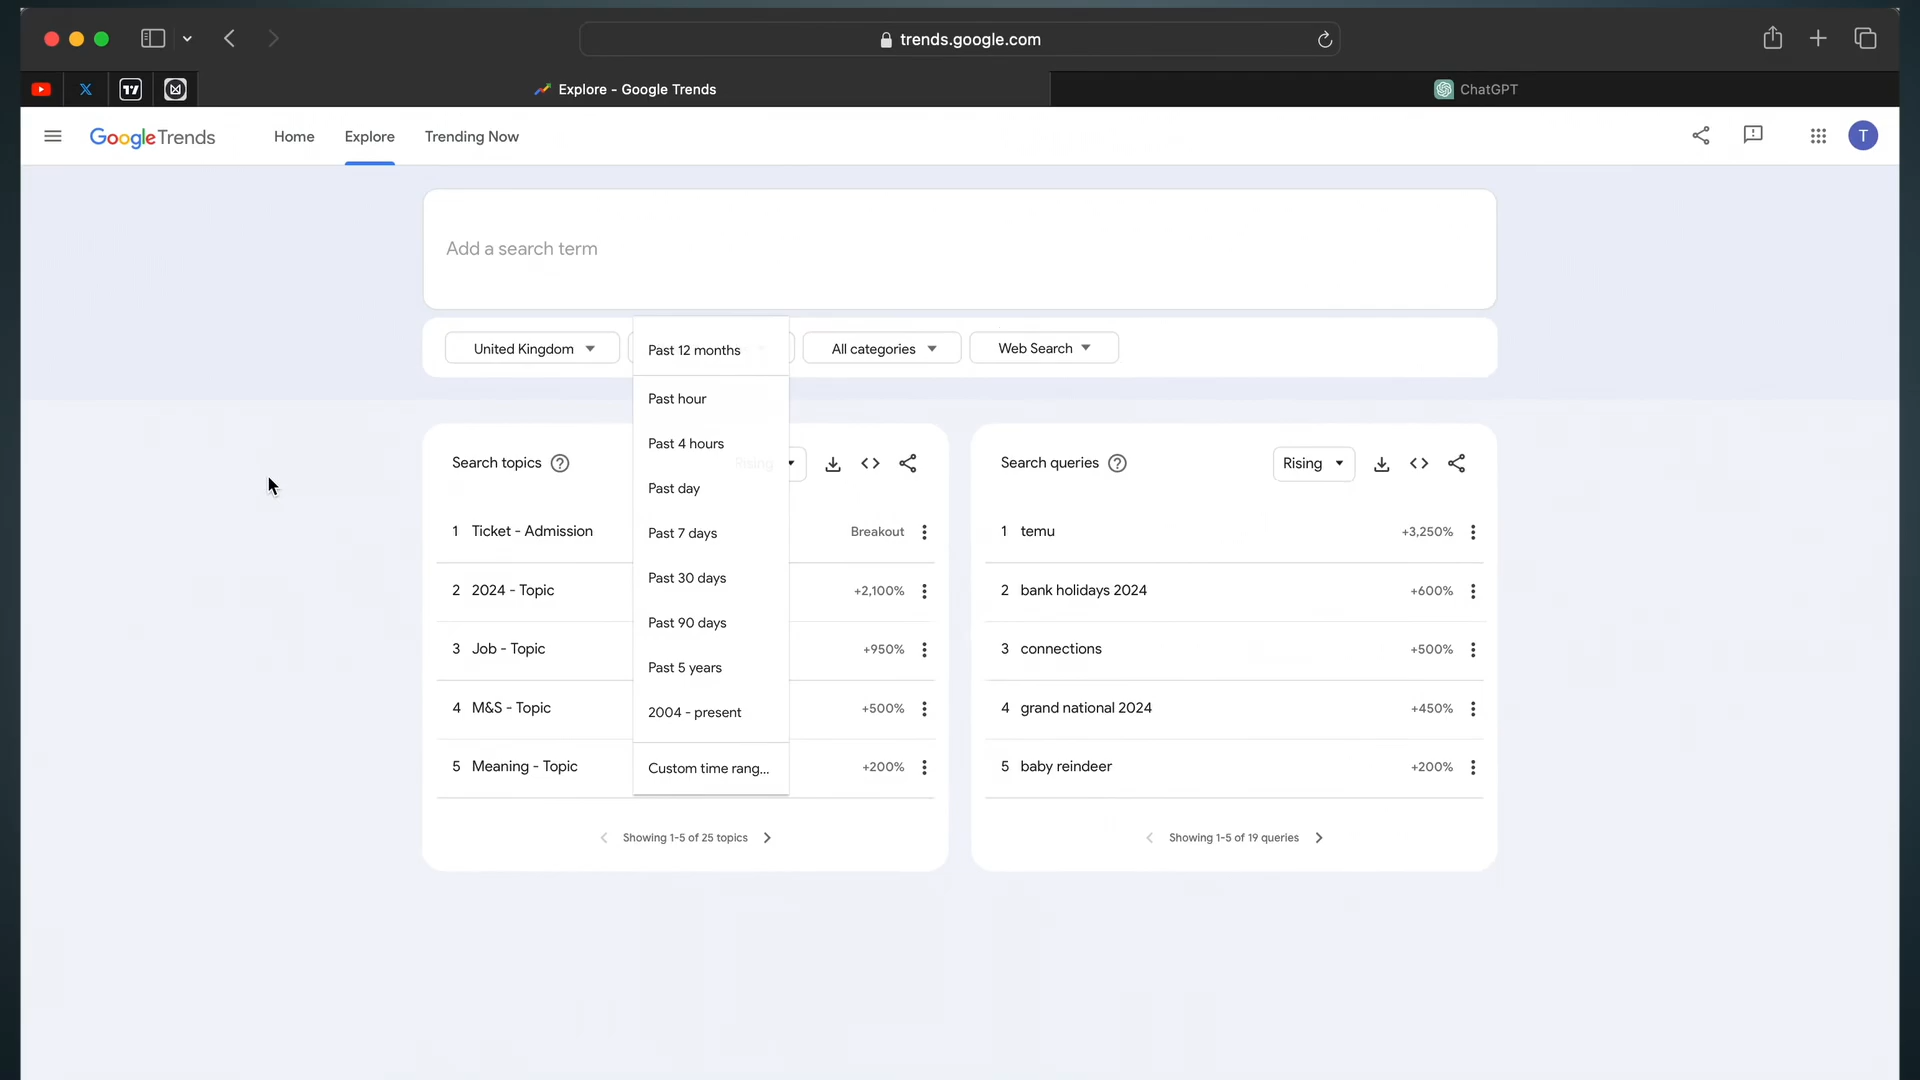 trends.google.com
Explore - Google Trends
ChatGPT
Google Trends
Home
Explore
Trending Now
T
Add a search term
United Kingdom
Past 12 months
All categories
Web Search
Past hour
Past 4 hours
Past day
Past 7 days
Past 30 days
Past 90 days
Past 5 years
2004 - present
Custom time rang...
Search topics
Rising
1 Ticket - Admission Breakout
2 2024 - Topic +2,100%
3 Job - Topic +950%
4 M&S - Topic +500%
5 Meaning - Topic +200%
Showing 1-5 of 25 topics
Search queries
Rising
1 temu +3,250%
2 bank holidays 2024 +600%
3 connections +500%
4 grand national 2024 +450%
5 baby reindeer +200%
Showing 1-5 of 19 queries